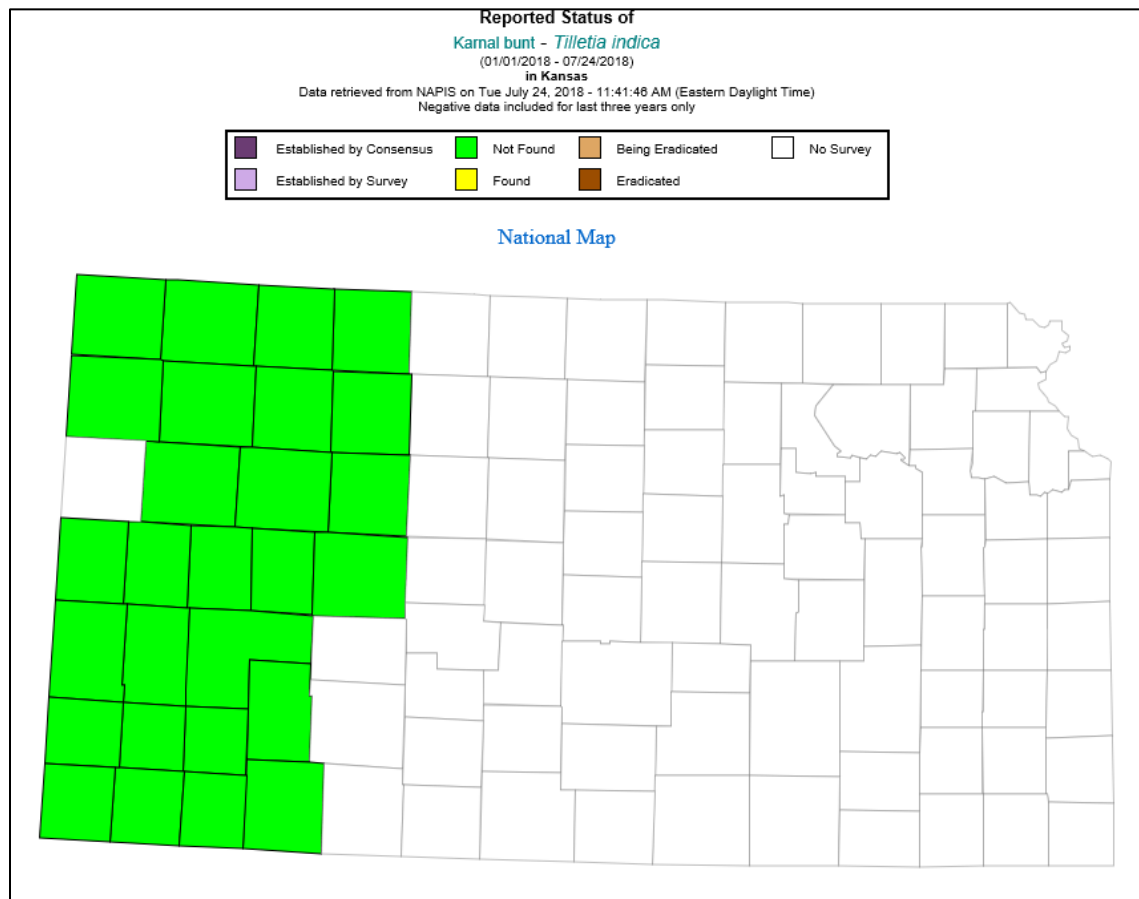 Reported Status of
Karnal bunt - Tilletia indica
(01/01/2018 - 07/24/2018)
in Kansas
Data retrieved from NAPIS on Tue July 24, 2018 - 11:41:46 AM (Eastern Daylight Time)
Negative data included for last three years only
Established by Consensus Not Found Being Eradicated No Survey
Established by Survey Found Eradicated
National Map